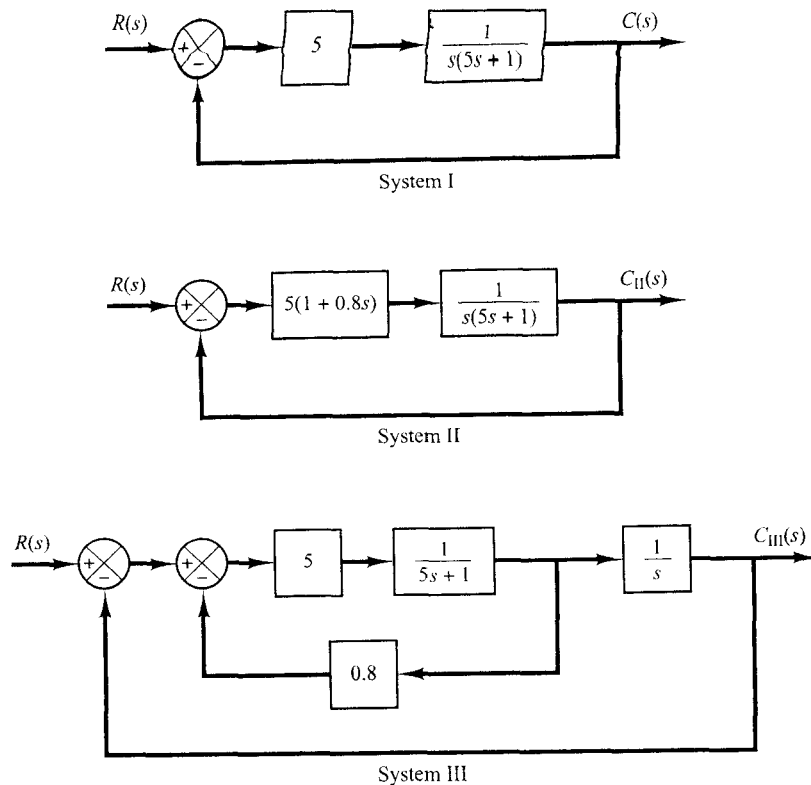 R(s) + − 5 1 / s(5s + 1) C(s)
System I
R(s) + − 5(1 + 0.8s) 1 / s(5s + 1) C_II(s)
System II
R(s) + − + − 5 1 / 5s + 1 1 / s C_III(s)
0.8
System III